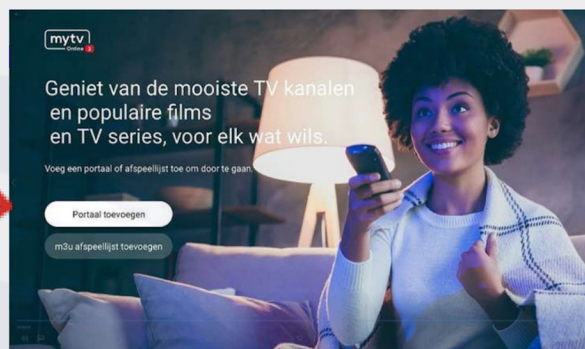 mytv
Online 3
Geniet van de mooiste TV kanalen
en populaire films
en TV series, voor elk wat wils.
Voeg een portaal of afspeellijst toe om door te gaan.
Portaal toevoegen
m3u afspeellijst toevoegen